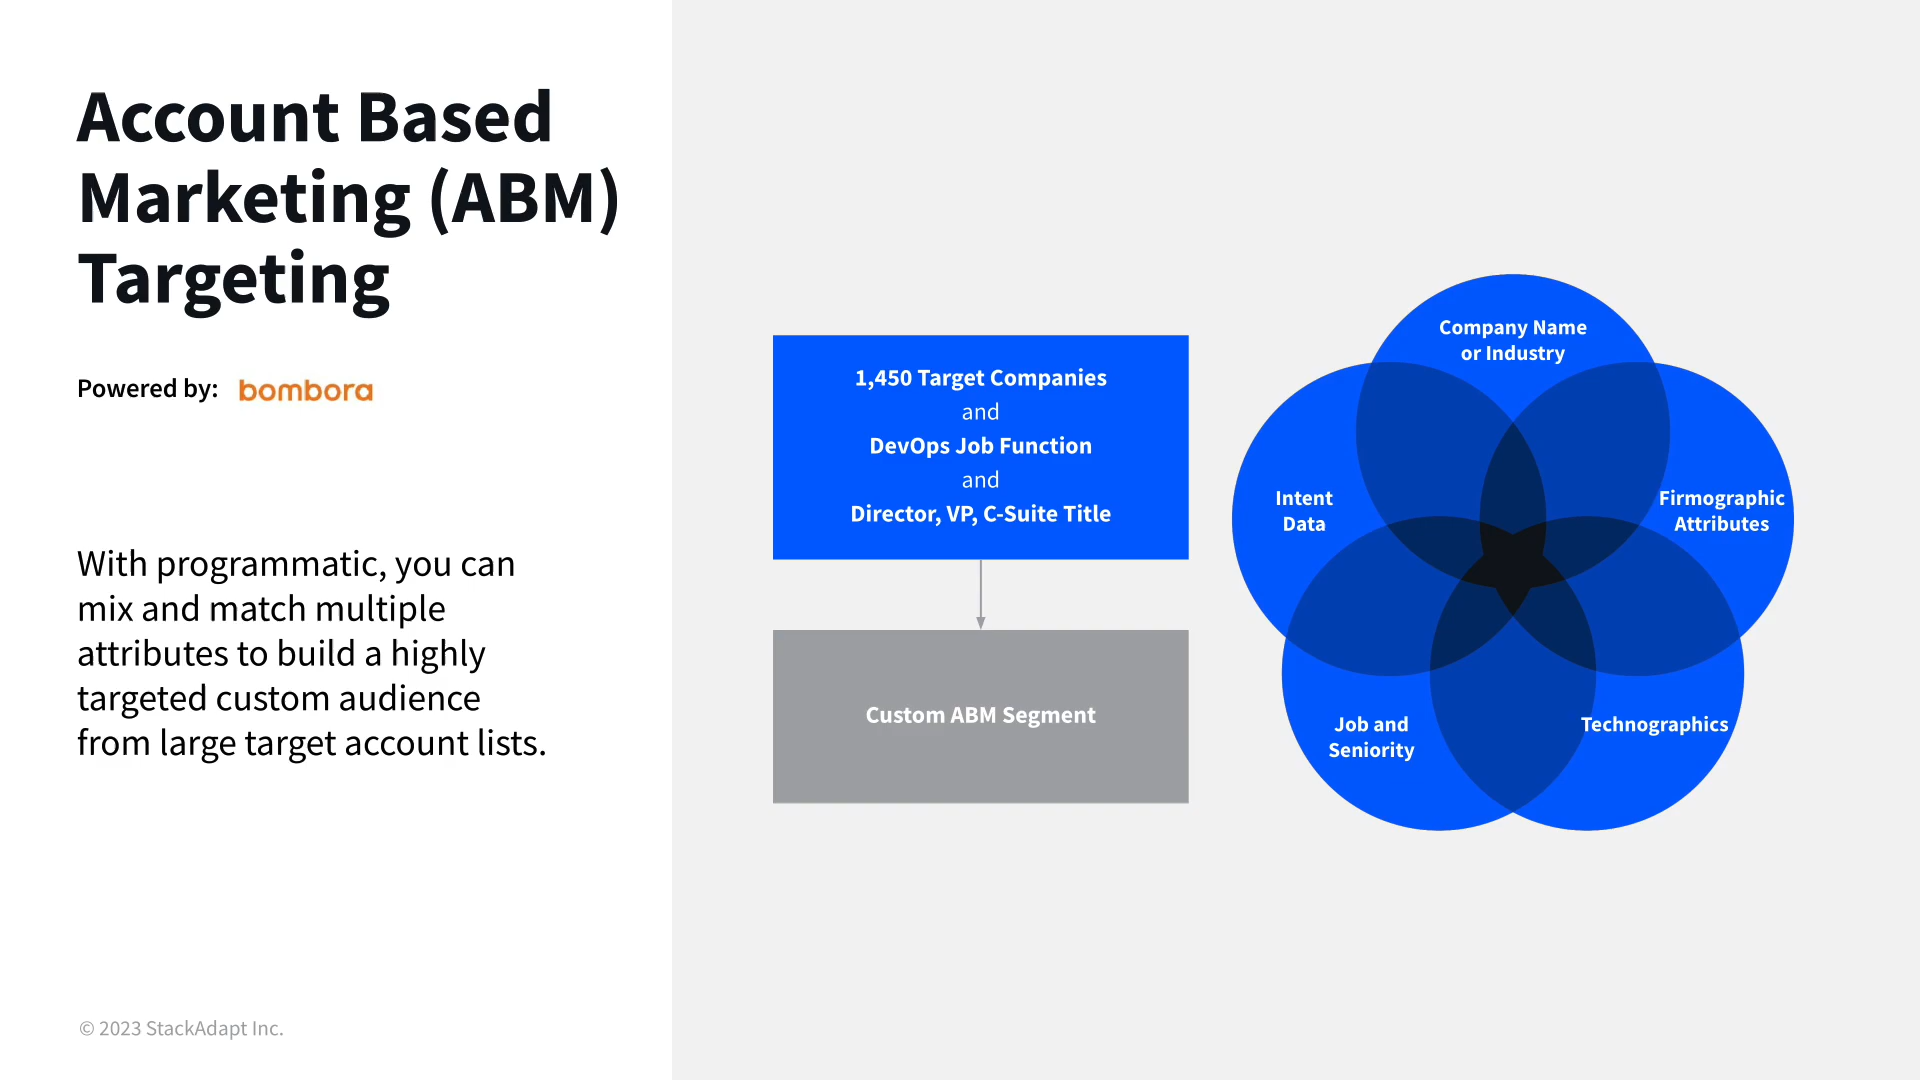 Account Based
Marketing (ABM)
Targeting
Powered by: bombora
With programmatic, you can
mix and match multiple
attributes to build a highly
targeted custom audience
from large target account lists.
© 2023 StackAdapt Inc.
1,450 Target Companies
and
DevOps Job Function
and
Director, VP, C-Suite Title
Custom ABM Segment
Company Name
or Industry
Intent
Data
Firmographic
Attributes
Job and
Seniority
Technographics